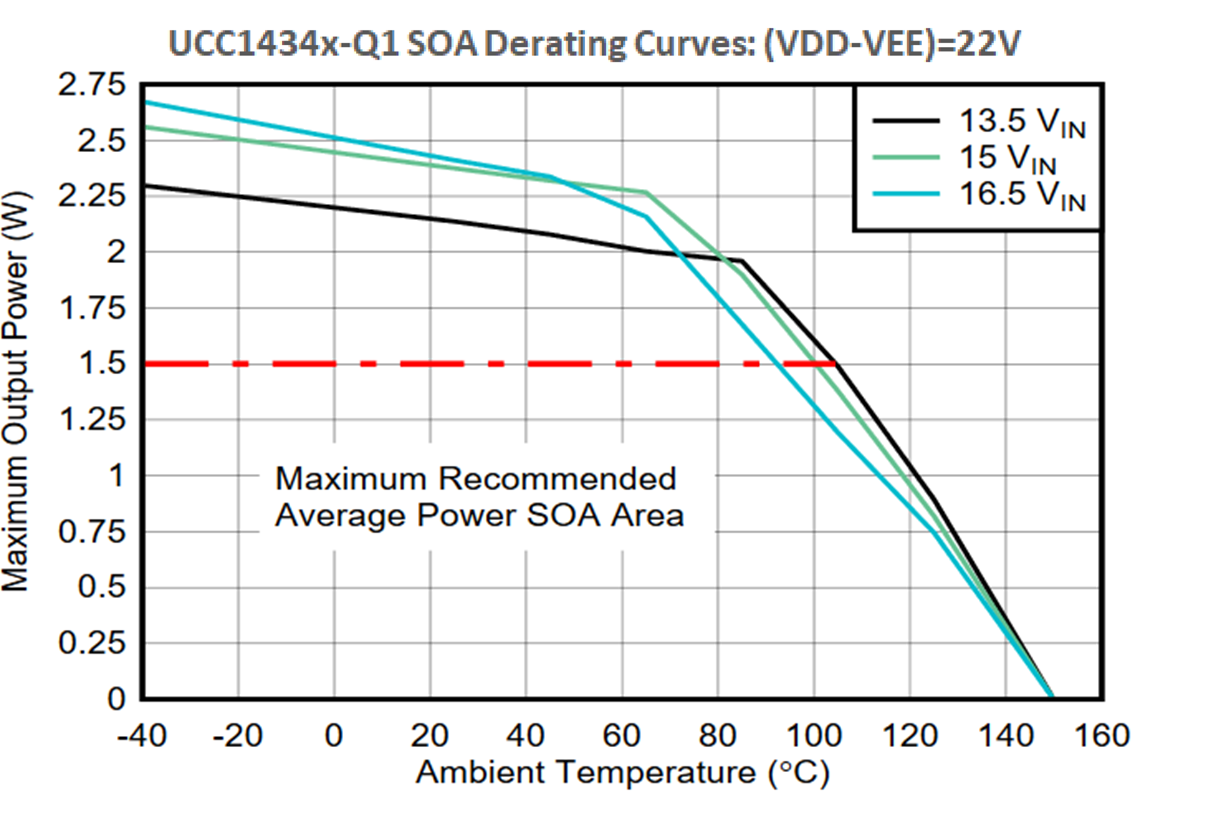 UCC1434x-Q1 SOA Derating Curves: (VDD-VEE)=22V
Maximum Output Power (W)
2.75
2.5
2.25
2
1.75
1.5
1.25
1
0.75
0.5
0.25
0
13.5 VIN
15 VIN
16.5 VIN
Maximum Recommended
Average Power SOA Area
-40 -20 0 20 40 60 80 100 120 140 160
Ambient Temperature (°C)